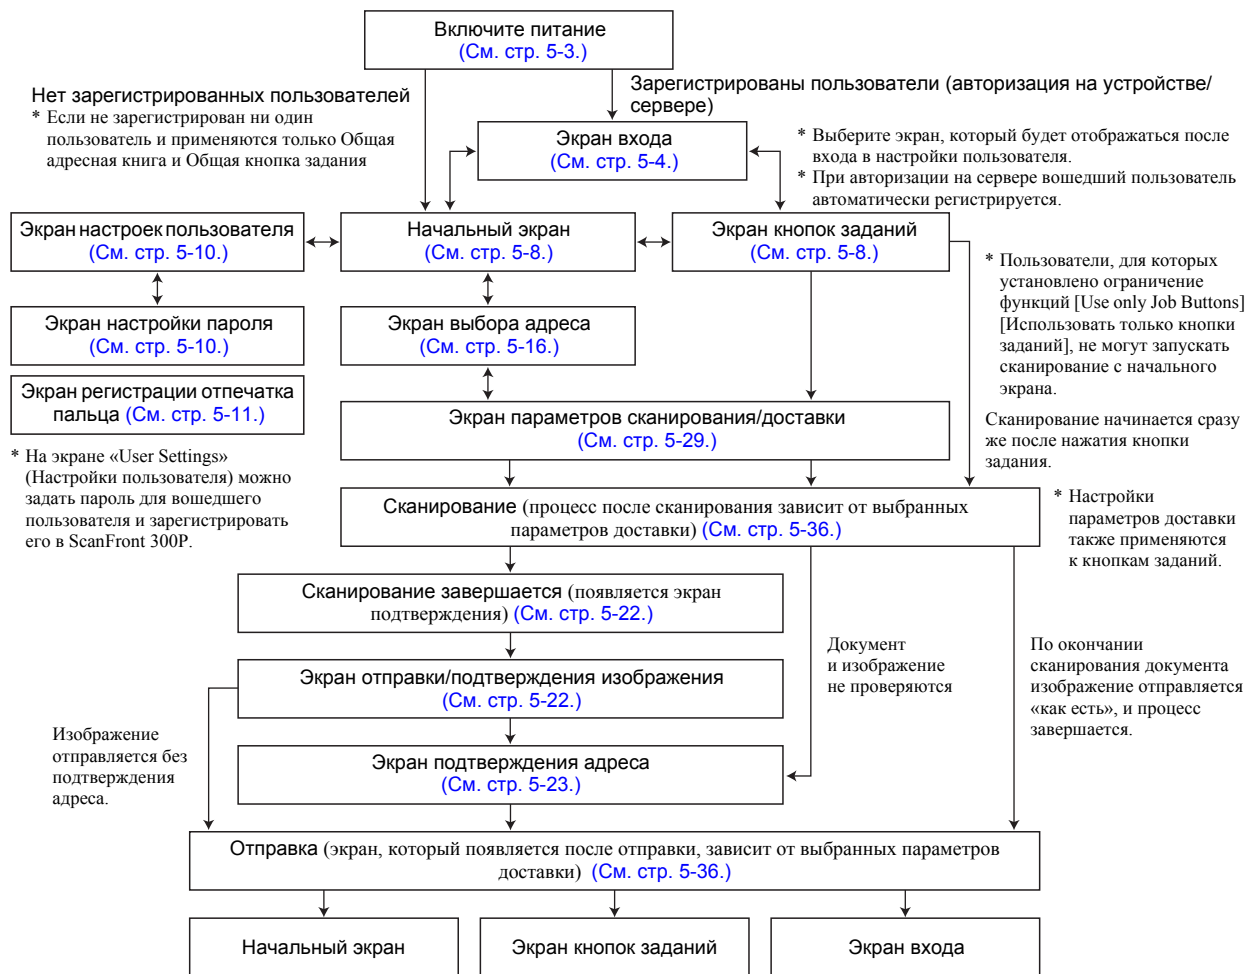 Включите питание
(См. стр. 5-3.)
Нет зарегистрированных пользователей
* Если не зарегистрирован ни один
пользователь и применяются только Общая
адресная книга и Общая кнопка задания
Зарегистрированы пользователи (авторизация на устройстве/
сервере)
Экран входа
(См. стр. 5-4.)
* Выберите экран, который будет отображаться после
входа в настройки пользователя.
* При авторизации на сервере вошедший пользователь
автоматически регистрируется.
Экран настроек пользователя
(См. стр. 5-10.)
Начальный экран
(См. стр. 5-8.)
Экран кнопок заданий
(См. стр. 5-8.)
* Пользователи, для которых
установлено ограничение
функций [Use only Job Buttons]
[Использовать только кнопки
заданий], не могут запускать
сканирование с начального
экрана.
Экран настройки пароля
(См. стр. 5-10.)
Экран выбора адреса
(См. стр. 5-16.)
Экран регистрации отпечатка
пальца (См. стр. 5-11.)
Экран параметров сканирования/доставки
(См. стр. 5-29.)
Сканирование начинается сразу
же после нажатия кнопки
задания.
* На экране «User Settings»
(Настройки пользователя) можно
задать пароль для вошедшего
пользователя и зарегистрировать
его в ScanFront 300P.
Сканирование (процесс после сканирования зависит от выбранных
параметров доставки) (См. стр. 5-36.)
* Настройки
параметров доставки
также применяются
к кнопкам заданий.
Сканирование завершается (появляется экран
подтверждения) (См. стр. 5-22.)
Документ
и изображение
не проверяются
По окончании
сканирования документа
изображение отправляется
«как есть», и процесс
завершается.
Экран отправки/подтверждения изображения
(См. стр. 5-22.)
Изображение
отправляется без
подтверждения
адреса.
Экран подтверждения адреса
(См. стр. 5-23.)
Отправка (экран, который появляется после отправки, зависит от выбранных параметров
доставки) (См. стр. 5-36.)
Начальный экран
Экран кнопок заданий
Экран входа